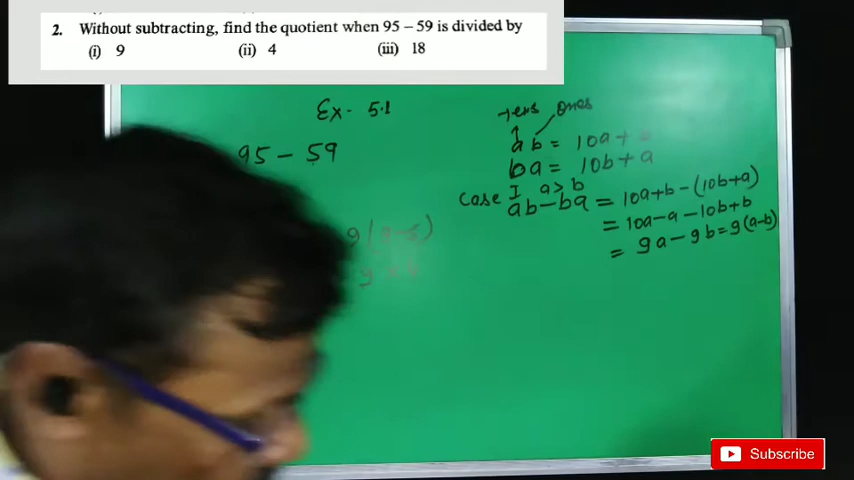 2. Without subtracting, find the quotient when 95 – 59 is divided by
(i) 9 (ii) 4 (iii) 18
Ex- 5.1
95 - 59
tens ones
ab = 10a +
ba = 10b+a
Case I a > b
ab-ba = 10a+b - (10b+a)
= 10a-a-10b+b
= 9a-9b=9(a-b)
Subscribe